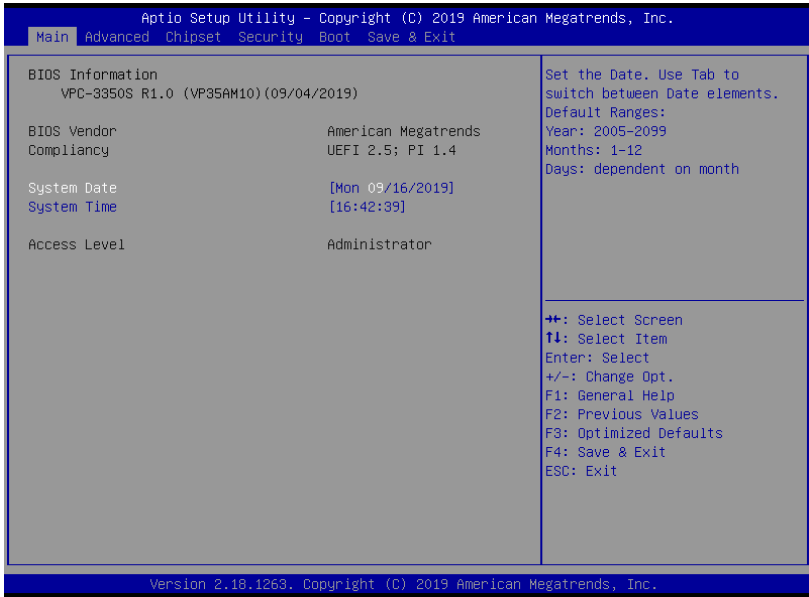 Aptio Setup Utility – Copyright (C) 2019 American Megatrends, Inc.
Main Advanced Chipset Security Boot Save & Exit
BIOS Information
VPC-3350S R1.0 (VP35AM10)(09/04/2019)
BIOS Vendor American Megatrends
Compliancy UEFI 2.5; PI 1.4
System Date [Mon 09/16/2019]
System Time [16:42:39]
Access Level Administrator
Set the Date. Use Tab to
switch between Date elements.
Default Ranges:
Year: 2005-2099
Months: 1-12
Days: dependent on month
→←: Select Screen
↑↓: Select Item
Enter: Select
+/-: Change Opt.
F1: General Help
F2: Previous Values
F3: Optimized Defaults
F4: Save & Exit
ESC: Exit
Version 2.18.1263. Copyright (C) 2019 American Megatrends, Inc.